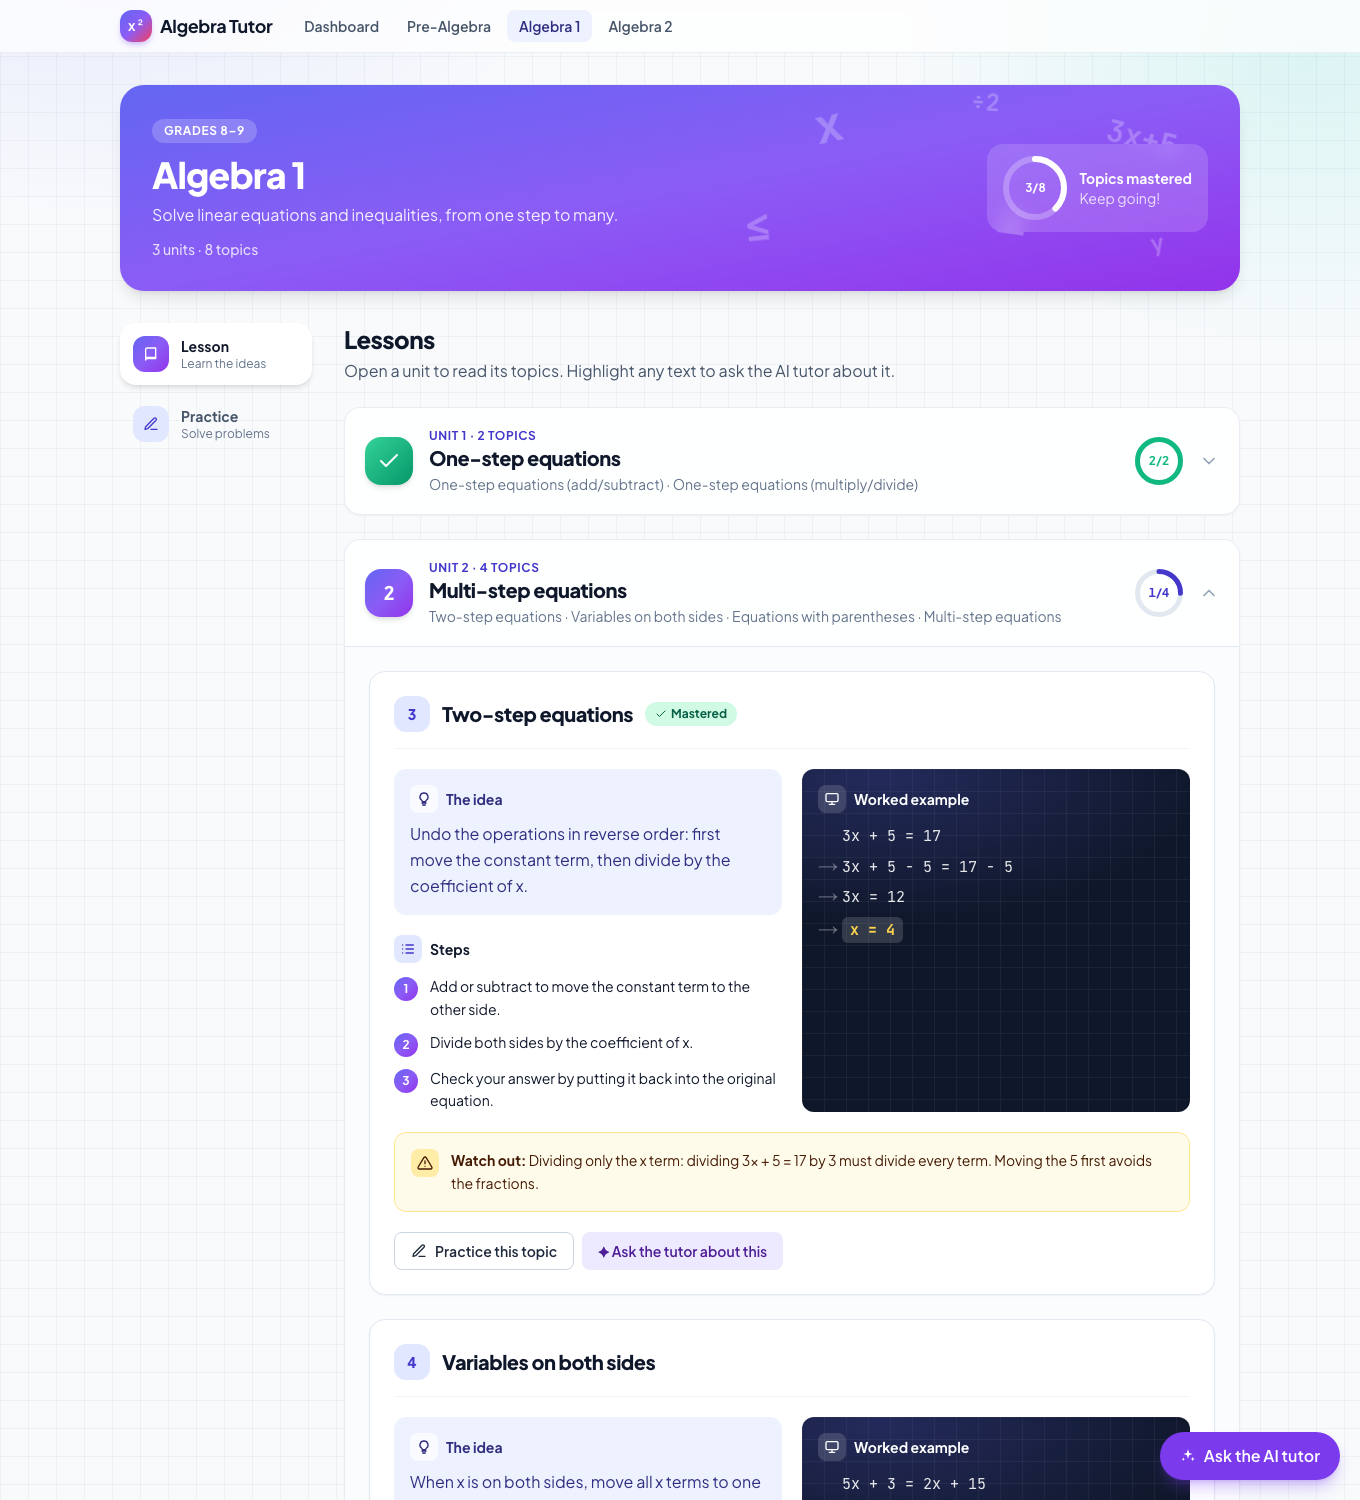 x²
Algebra Tutor
Dashboard
Pre-Algebra
Algebra 1
Algebra 2
GRADES 8–9
Algebra 1
Solve linear equations and inequalities, from one step to many.
3 units · 8 topics
x
÷2
3x+5
≤
y
3/8
Topics mastered
Keep going!
Lesson
Learn the ideas
Practice
Solve problems
Lessons
Open a unit to read its topics. Highlight any text to ask the AI tutor about it.
UNIT 1 · 2 TOPICS
One-step equations
One-step equations (add/subtract) · One-step equations (multiply/divide)
2/2
2
UNIT 2 · 4 TOPICS
Multi-step equations
Two-step equations · Variables on both sides · Equations with parentheses · Multi-step equations
1/4
3
Two-step equations
Mastered
The idea
Undo the operations in reverse order: first
move the constant term, then divide by the
coefficient of x.
Steps
1
Add or subtract to move the constant term to the
other side.
2
Divide both sides by the coefficient of x.
3
Check your answer by putting it back into the original
equation.
Worked example
3x + 5 = 17
→ 3x + 5 - 5 = 17 - 5
→ 3x = 12
→ x = 4
Watch out: Dividing only the x term: dividing 3x + 5 = 17 by 3 must divide every term. Moving the 5 first avoids
the fractions.
Practice this topic
✦ Ask the tutor about this
4
Variables on both sides
The idea
When x is on both sides, move all x terms to one
Worked example
5x + 3 = 2x + 15
Ask the AI tutor